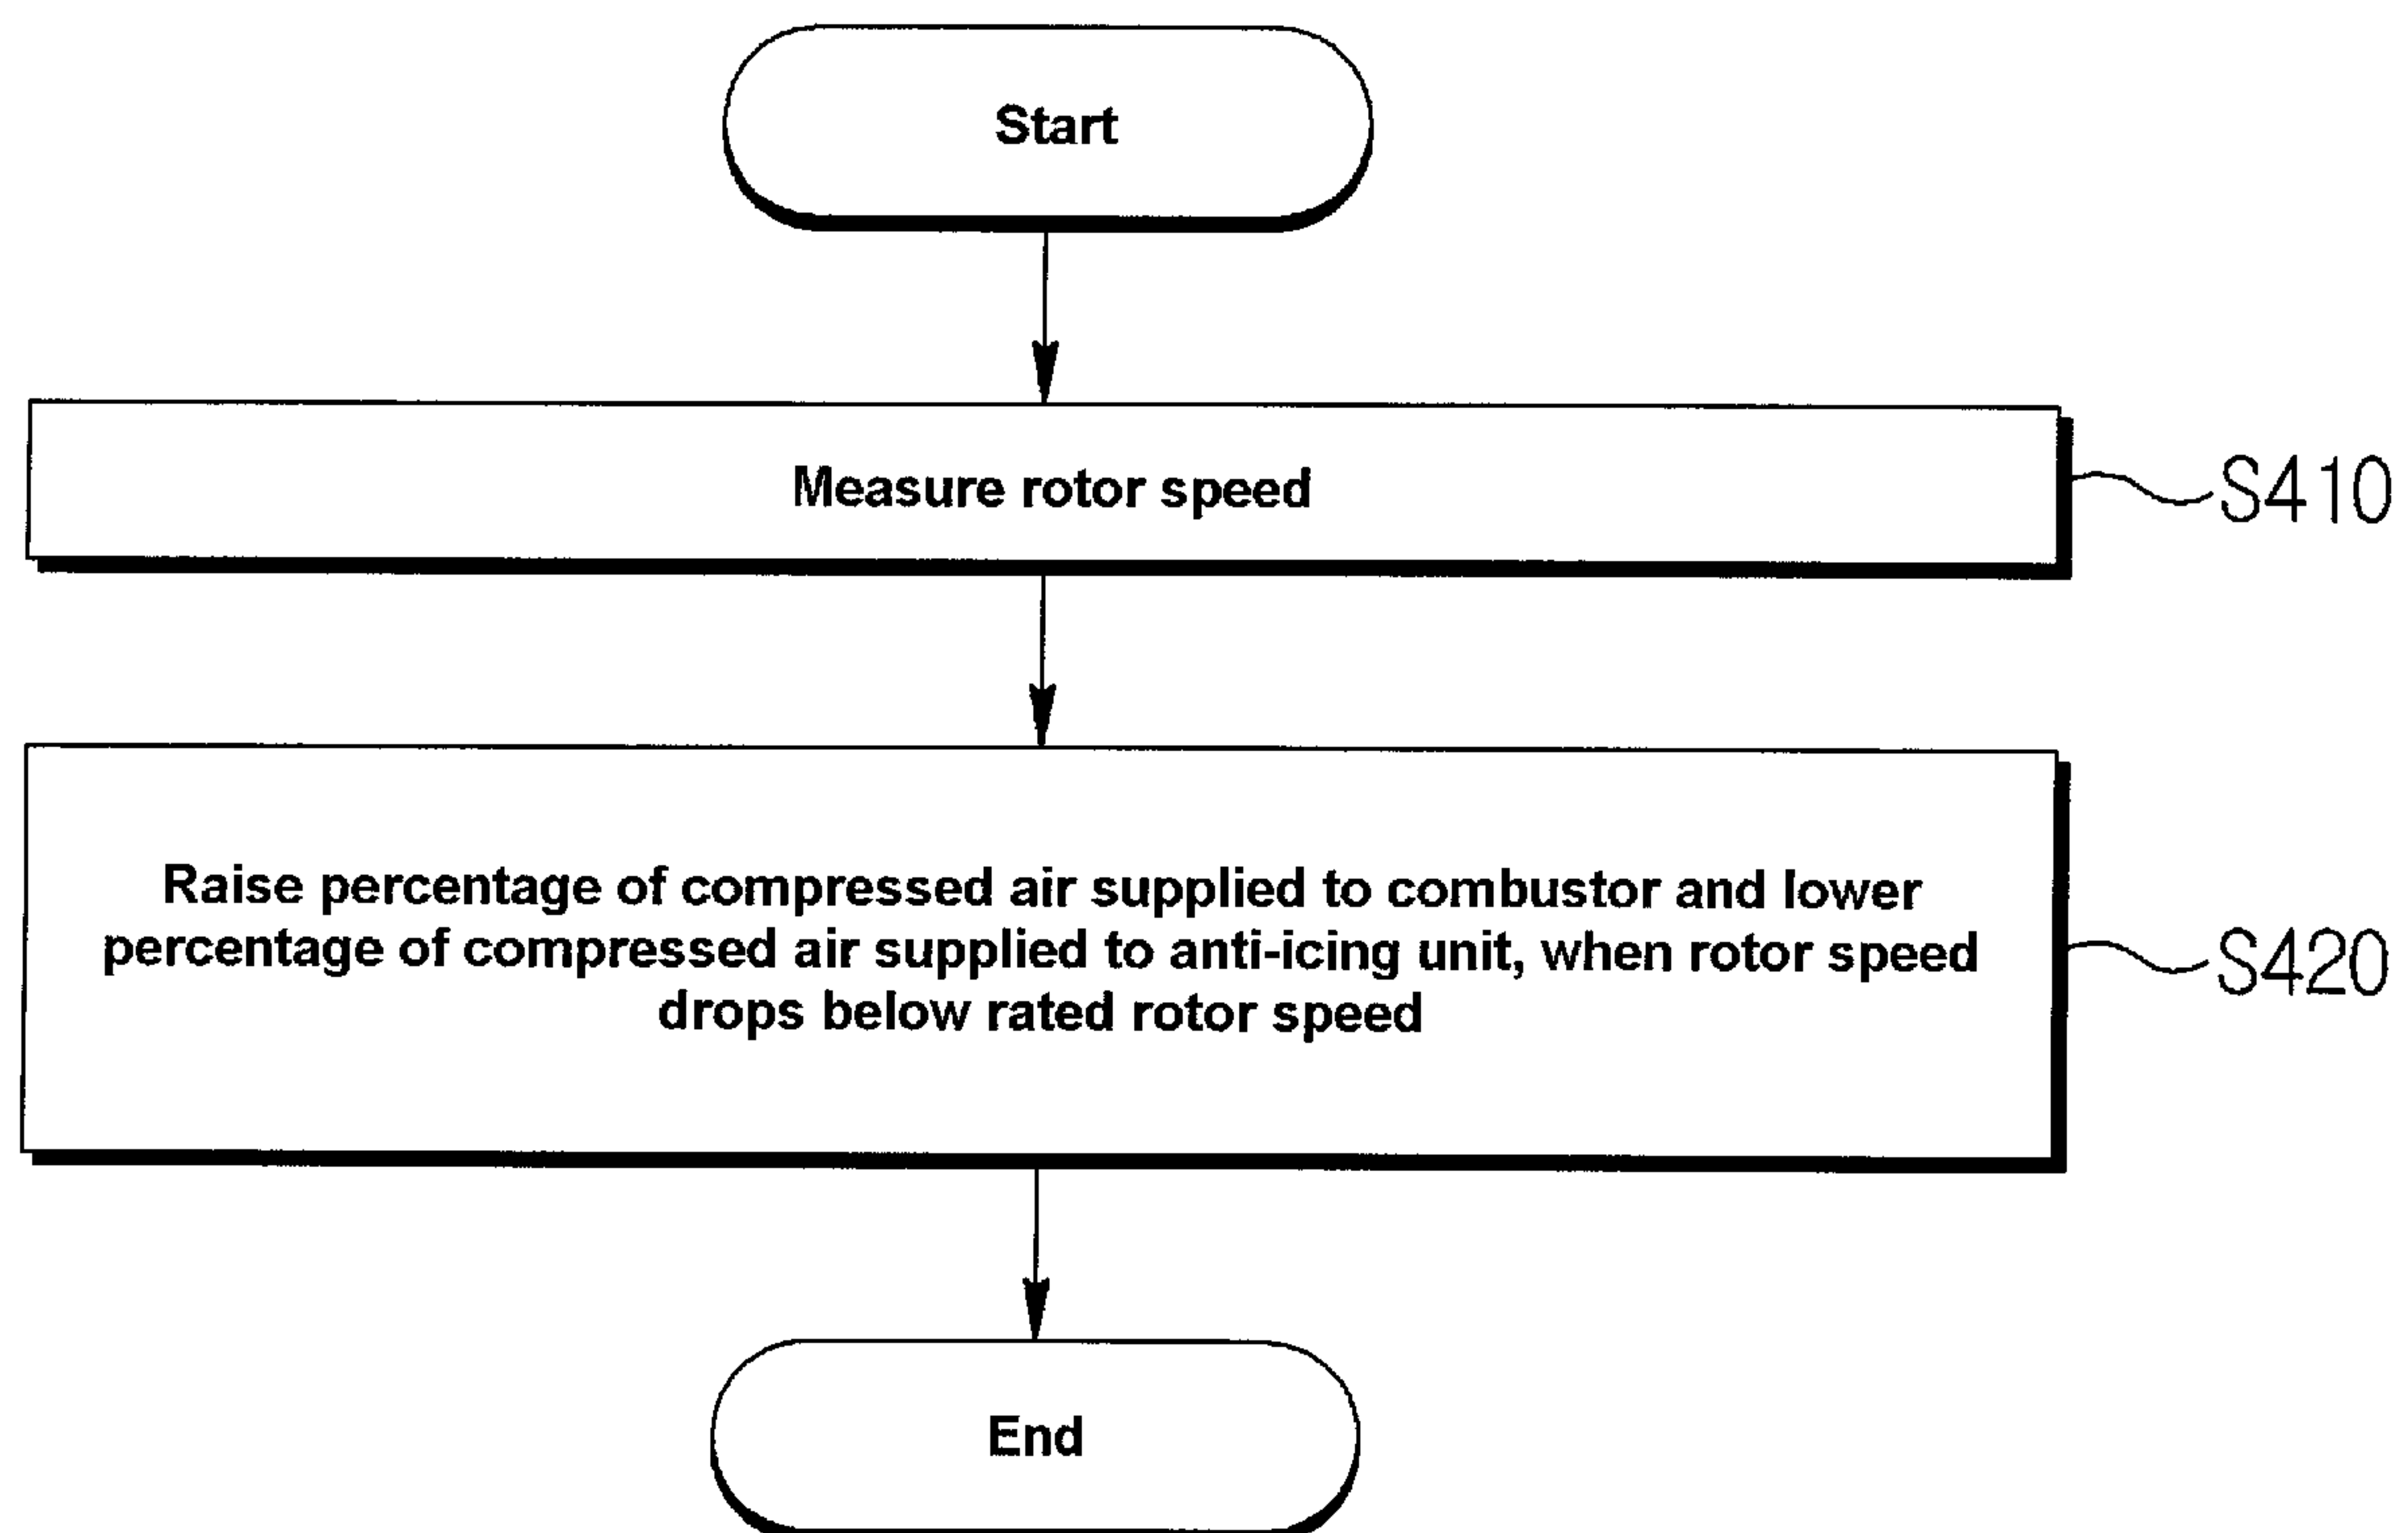 Start
Measure rotor speed
S410
Raise percentage of compressed air supplied to combustor and lower
percentage of compressed air supplied to anti-icing unit, when rotor speed
drops below rated rotor speed
S420
End